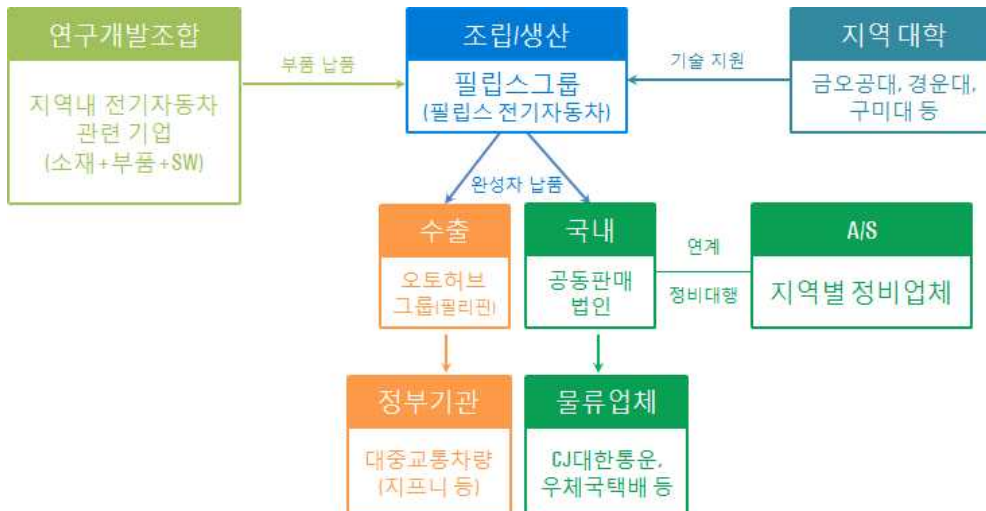 연구개발조합
지역내 전기자동차
관련 기업
(소재+부품+SW)
부품 납품
조립/생산
필립스그룹
(필립스 전기자동차)
기술 지원
지역 대학
금오공대, 경운대,
구미대 등
완성차 납품
수출
오토허브
그룹(필리핀)
국내
공동판매
법인
연계
정비대행
A/S
지역별 정비업체
정부기관
대중교통차량
(지프니 등)
물류업체
CJ대한통운,
우체국택배 등